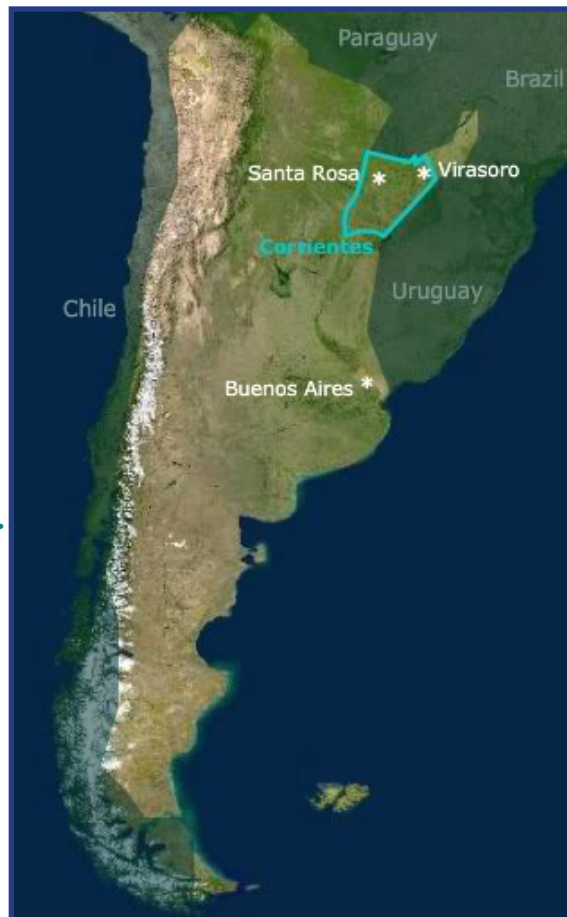 Paraguay
Brazil
Santa Rosa * * Virasoro
Corrientes
Uruguay
Chile
Buenos Aires *